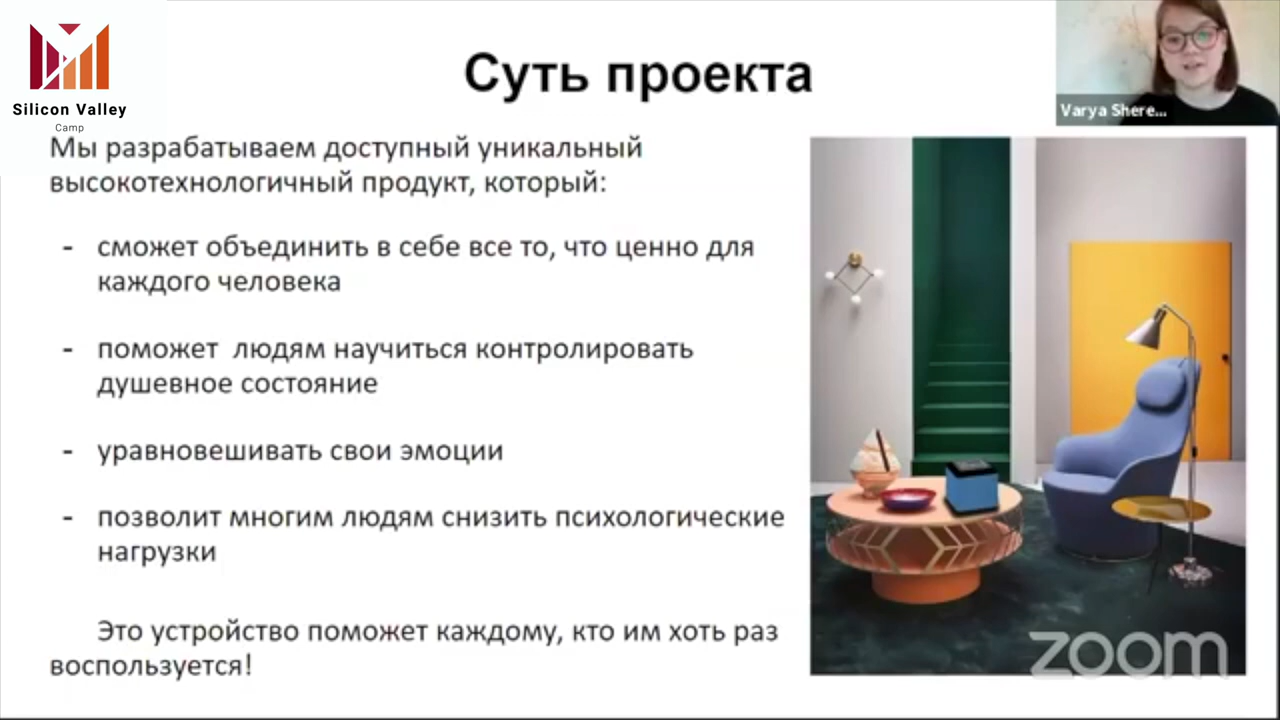 Silicon Valley
Camp
Суть проекта
Varya Shere...
Мы разрабатываем доступный уникальный
высокотехнологичный продукт, который:
- сможет объединить в себе все то, что ценно для
каждого человека
- поможет  людям научиться контролировать
душевное состояние
- уравновешивать свои эмоции
- позволит многим людям снизить психологические
нагрузки
Это устройство поможет каждому, кто им хоть раз
воспользуется!
zoom